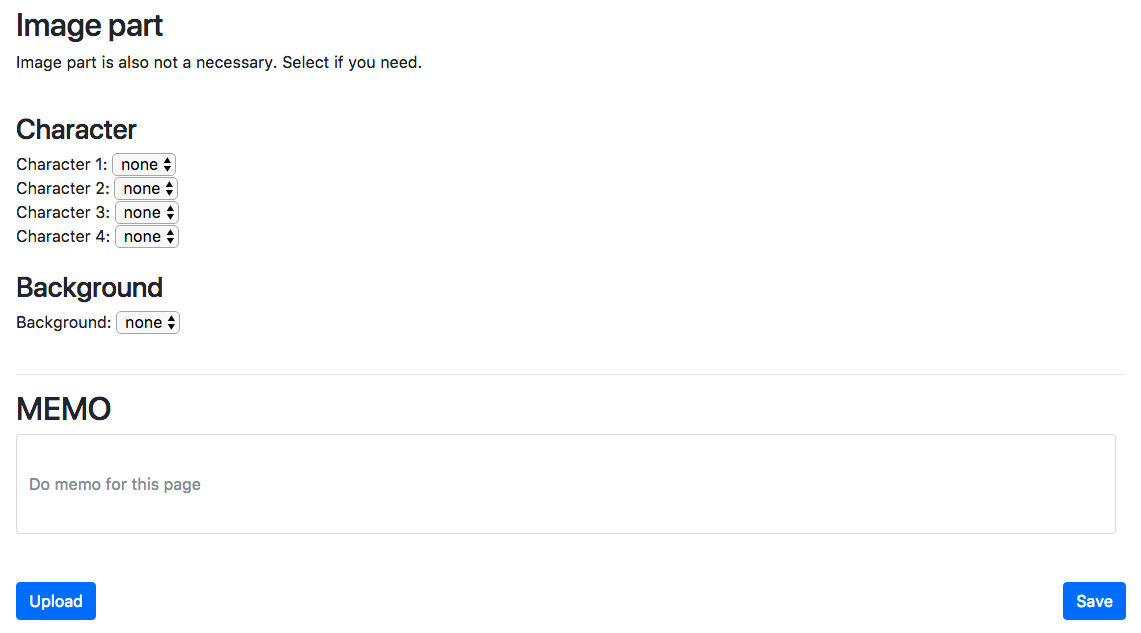 Image part
Image part is also not a necessary. Select if you need.
Character
Character 1: none
Character 2: none
Character 3: none
Character 4: none
Background
Background: none
MEMO
Do memo for this page
Upload Save